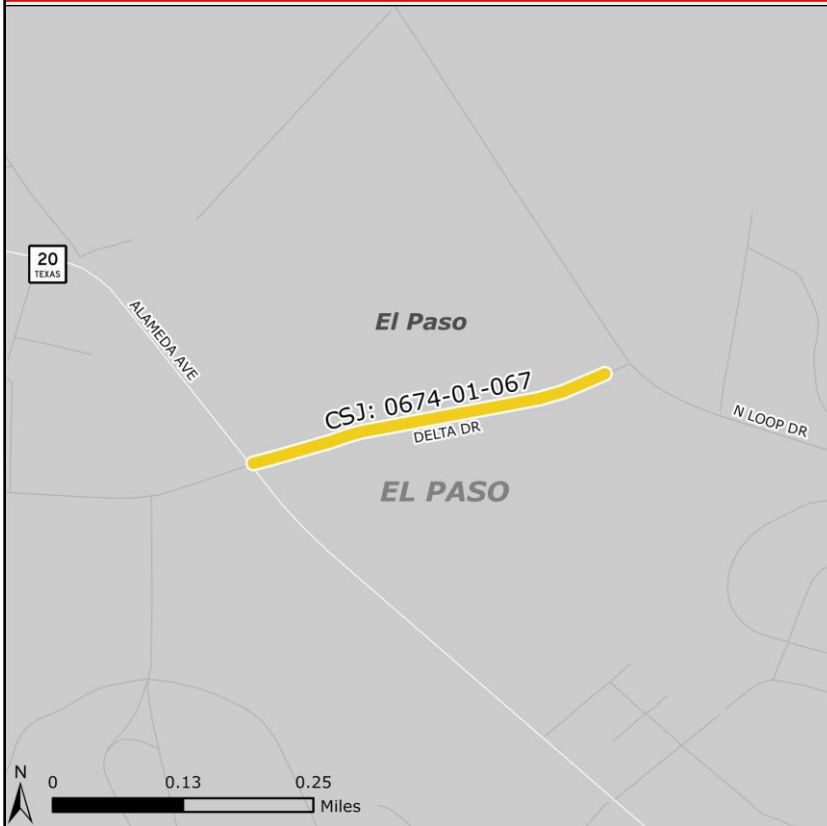 20
TEXAS
ALAMEDA AVE
El Paso
CSJ: 0674-01-067
DELTA DR
N LOOP DR
EL PASO
N
0 0.13 0.25
Miles